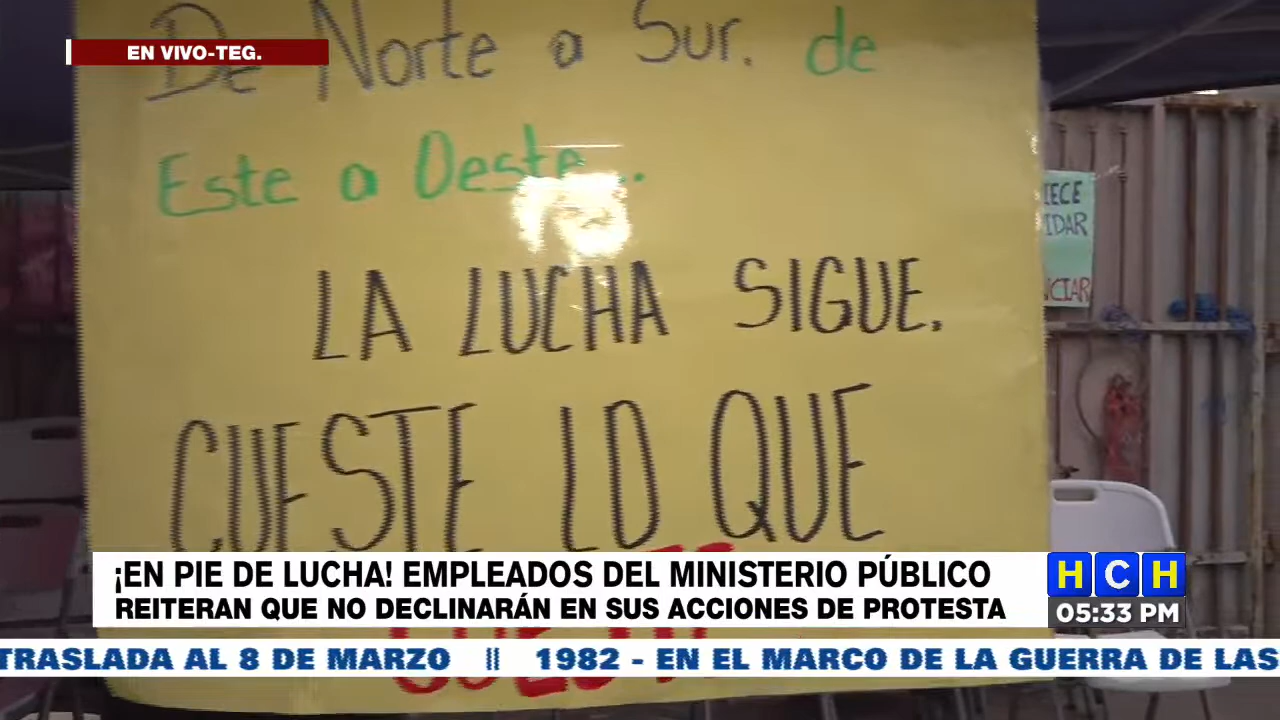 EN VIVO-TEG.
De Norte a Sur. de
Este a Oeste...
LA LUCHA SIGUE.
CUESTE LO QUE
¡EN PIE DE LUCHA! EMPLEADOS DEL MINISTERIO PÚBLICO
REITERAN QUE NO DECLINARÁN EN SUS ACCIONES DE PROTESTA
HCH
05:33 PM
TRASLADA AL 8 DE MARZO || 1982 - EN EL MARCO DE LA GUERRA DE LAS